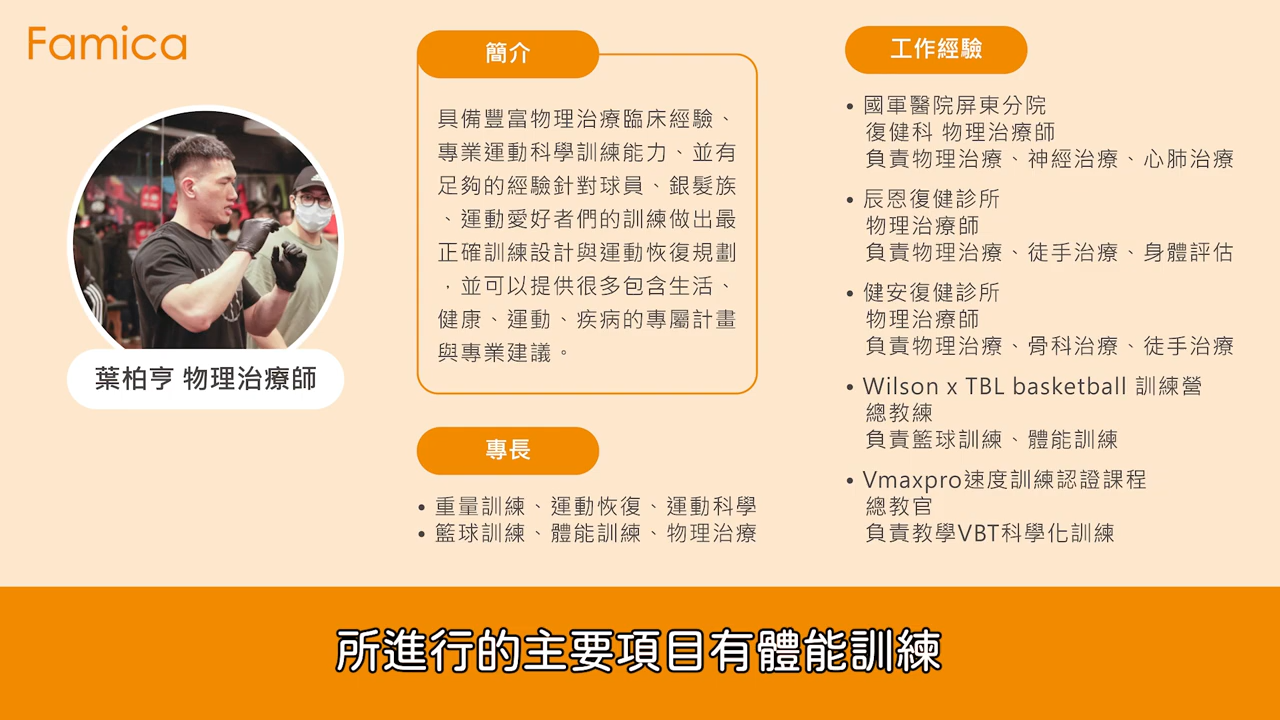 Famica
葉柏亨 物理治療師
簡介
具備豐富物理治療臨床經驗、
專業運動科學訓練能力、並有
足夠的經驗針對球員、銀髮族
、運動愛好者們的訓練做出最
正確訓練設計與運動恢復規劃
，並可以提供很多包含生活、
健康、運動、疾病的專屬計畫
與專業建議。
專長
• 重量訓練、運動恢復、運動科學
• 籃球訓練、體能訓練、物理治療
工作經驗
• 國軍醫院屏東分院
復健科 物理治療師
負責物理治療、神經治療、心肺治療
• 辰恩復健診所
物理治療師
負責物理治療、徒手治療、身體評估
• 健安復健診所
物理治療師
負責物理治療、骨科治療、徒手治療
• Wilson x TBL basketball 訓練營
總教練
負責籃球訓練、體能訓練
• Vmaxpro速度訓練認證課程
總教官
負責教學VBT科學化訓練
所進行的主要項目有體能訓練